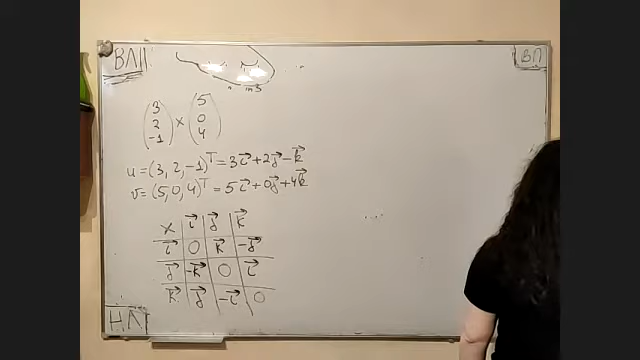 ВЛП
ВП
(3 2 -1) × (5 0 4)
u = (3, 2, -1)ᵀ = 3i⃗ + 2j⃗ - k⃗
v = (5, 0, 4)ᵀ = 5i⃗ + 0j⃗ + 4k⃗
× i⃗ j⃗ k⃗
i⃗ 0 k⃗ -j⃗
j⃗ -k⃗ 0 i⃗
k⃗ j⃗ -i⃗ 0
НЛ